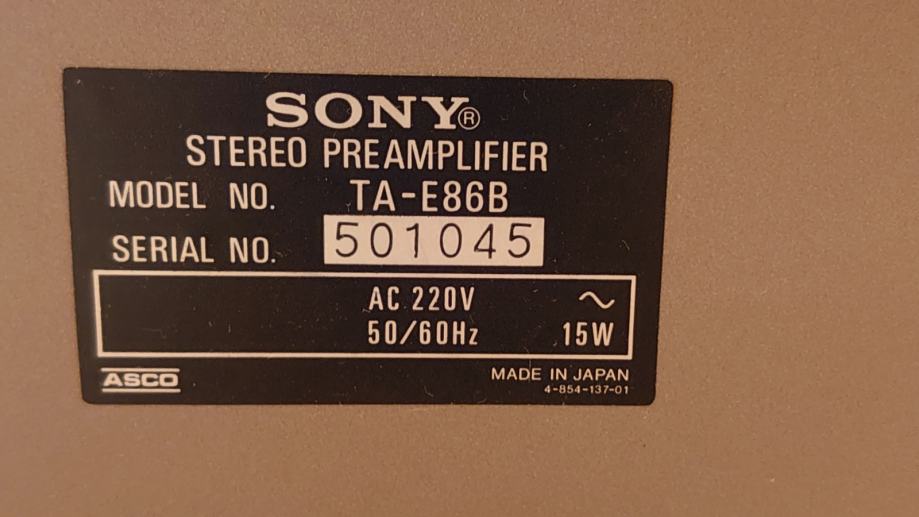 SONY®
STEREO PREAMPLIFIER
MODEL NO. TA-E86B
SERIAL NO. 501045
AC 220V ~
50/60Hz 15W
ASCO MADE IN JAPAN
4-854-137-01